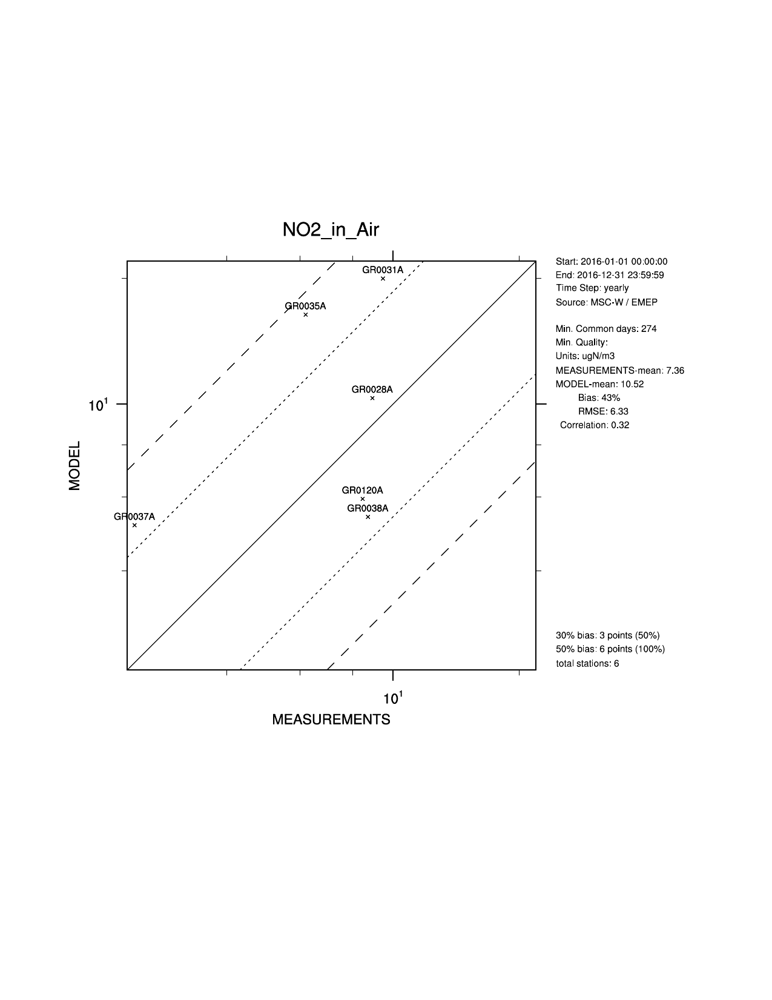 NO2_in_Air
GR0031A
GR0035A
GR0028A
GR0120A
GR0038A
GR0037A
10¹
MODEL
10¹
MEASUREMENTS
Start: 2016-01-01 00:00:00
End: 2016-12-31 23:59:59
Time Step: yearly
Source: MSC-W / EMEP
Min. Common days: 274
Min. Quality:
Units: ugN/m3
MEASUREMENTS-mean: 7.36
MODEL-mean: 10.52
Bias: 43%
RMSE: 6.33
Correlation: 0.32
30% bias: 3 points (50%)
50% bias: 6 points (100%)
total stations: 6